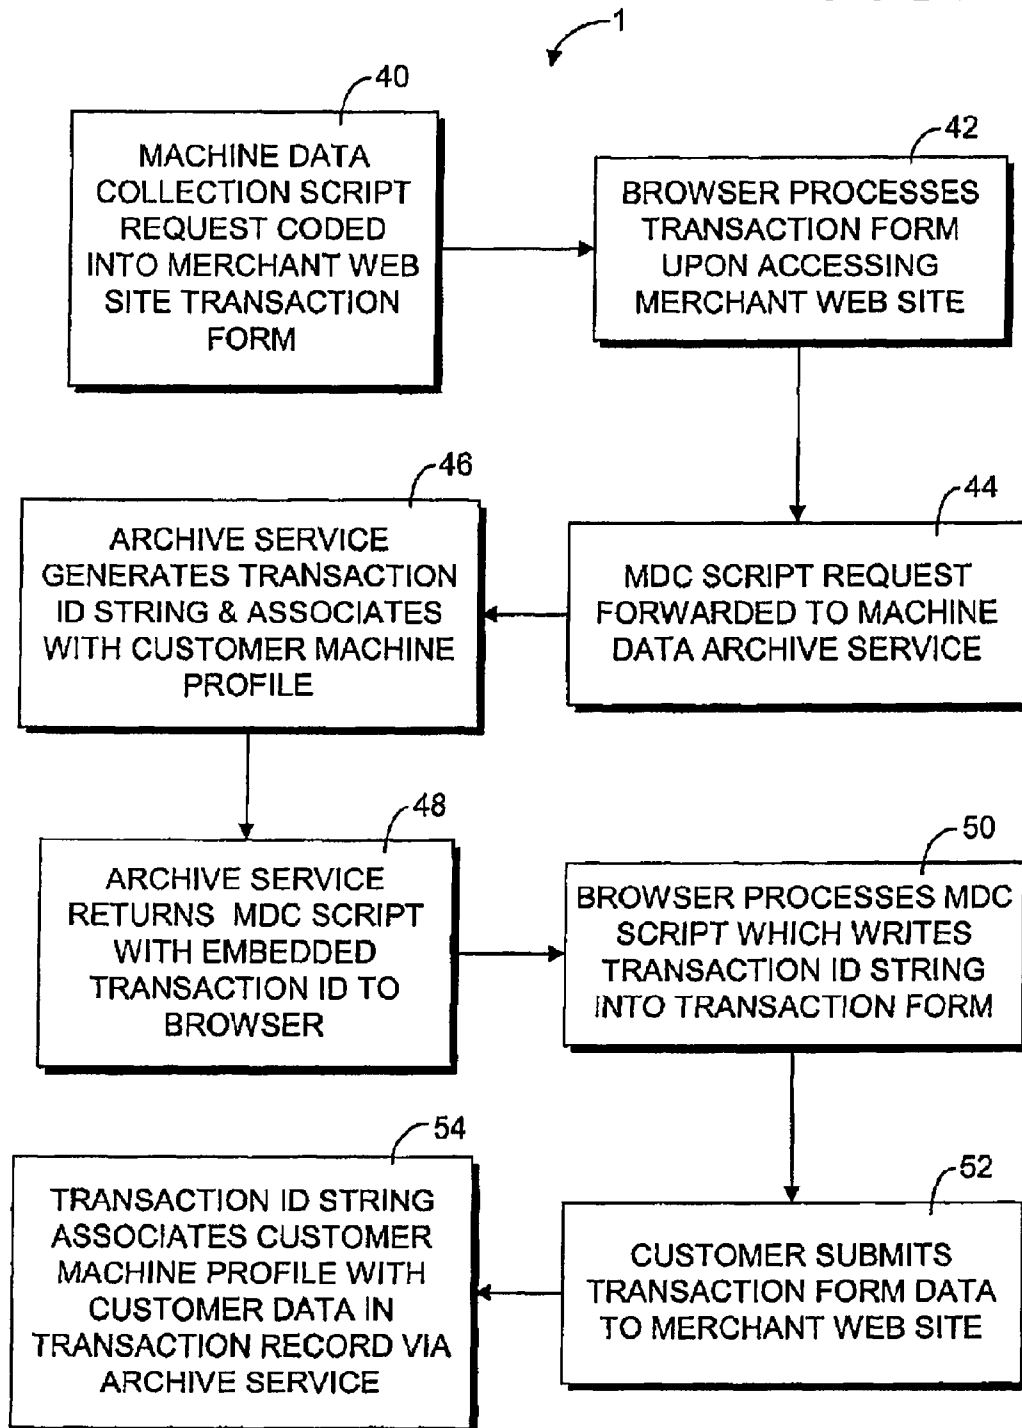 1
40
MACHINE DATA
COLLECTION SCRIPT
REQUEST CODED
INTO MERCHANT WEB
SITE TRANSACTION
FORM
42
BROWSER PROCESSES
TRANSACTION FORM
UPON ACCESSING
MERCHANT WEB SITE
44
MDC SCRIPT REQUEST
FORWARDED TO MACHINE
DATA ARCHIVE SERVICE
46
ARCHIVE SERVICE
GENERATES TRANSACTION
ID STRING & ASSOCIATES
WITH CUSTOMER MACHINE
PROFILE
48
ARCHIVE SERVICE
RETURNS MDC SCRIPT
WITH EMBEDDED
TRANSACTION ID TO
BROWSER
50
BROWSER PROCESSES MDC
SCRIPT WHICH WRITES
TRANSACTION ID STRING
INTO TRANSACTION FORM
52
CUSTOMER SUBMITS
TRANSACTION FORM DATA
TO MERCHANT WEB SITE
54
TRANSACTION ID STRING
ASSOCIATES CUSTOMER
MACHINE PROFILE WITH
CUSTOMER DATA IN
TRANSACTION RECORD VIA
ARCHIVE SERVICE